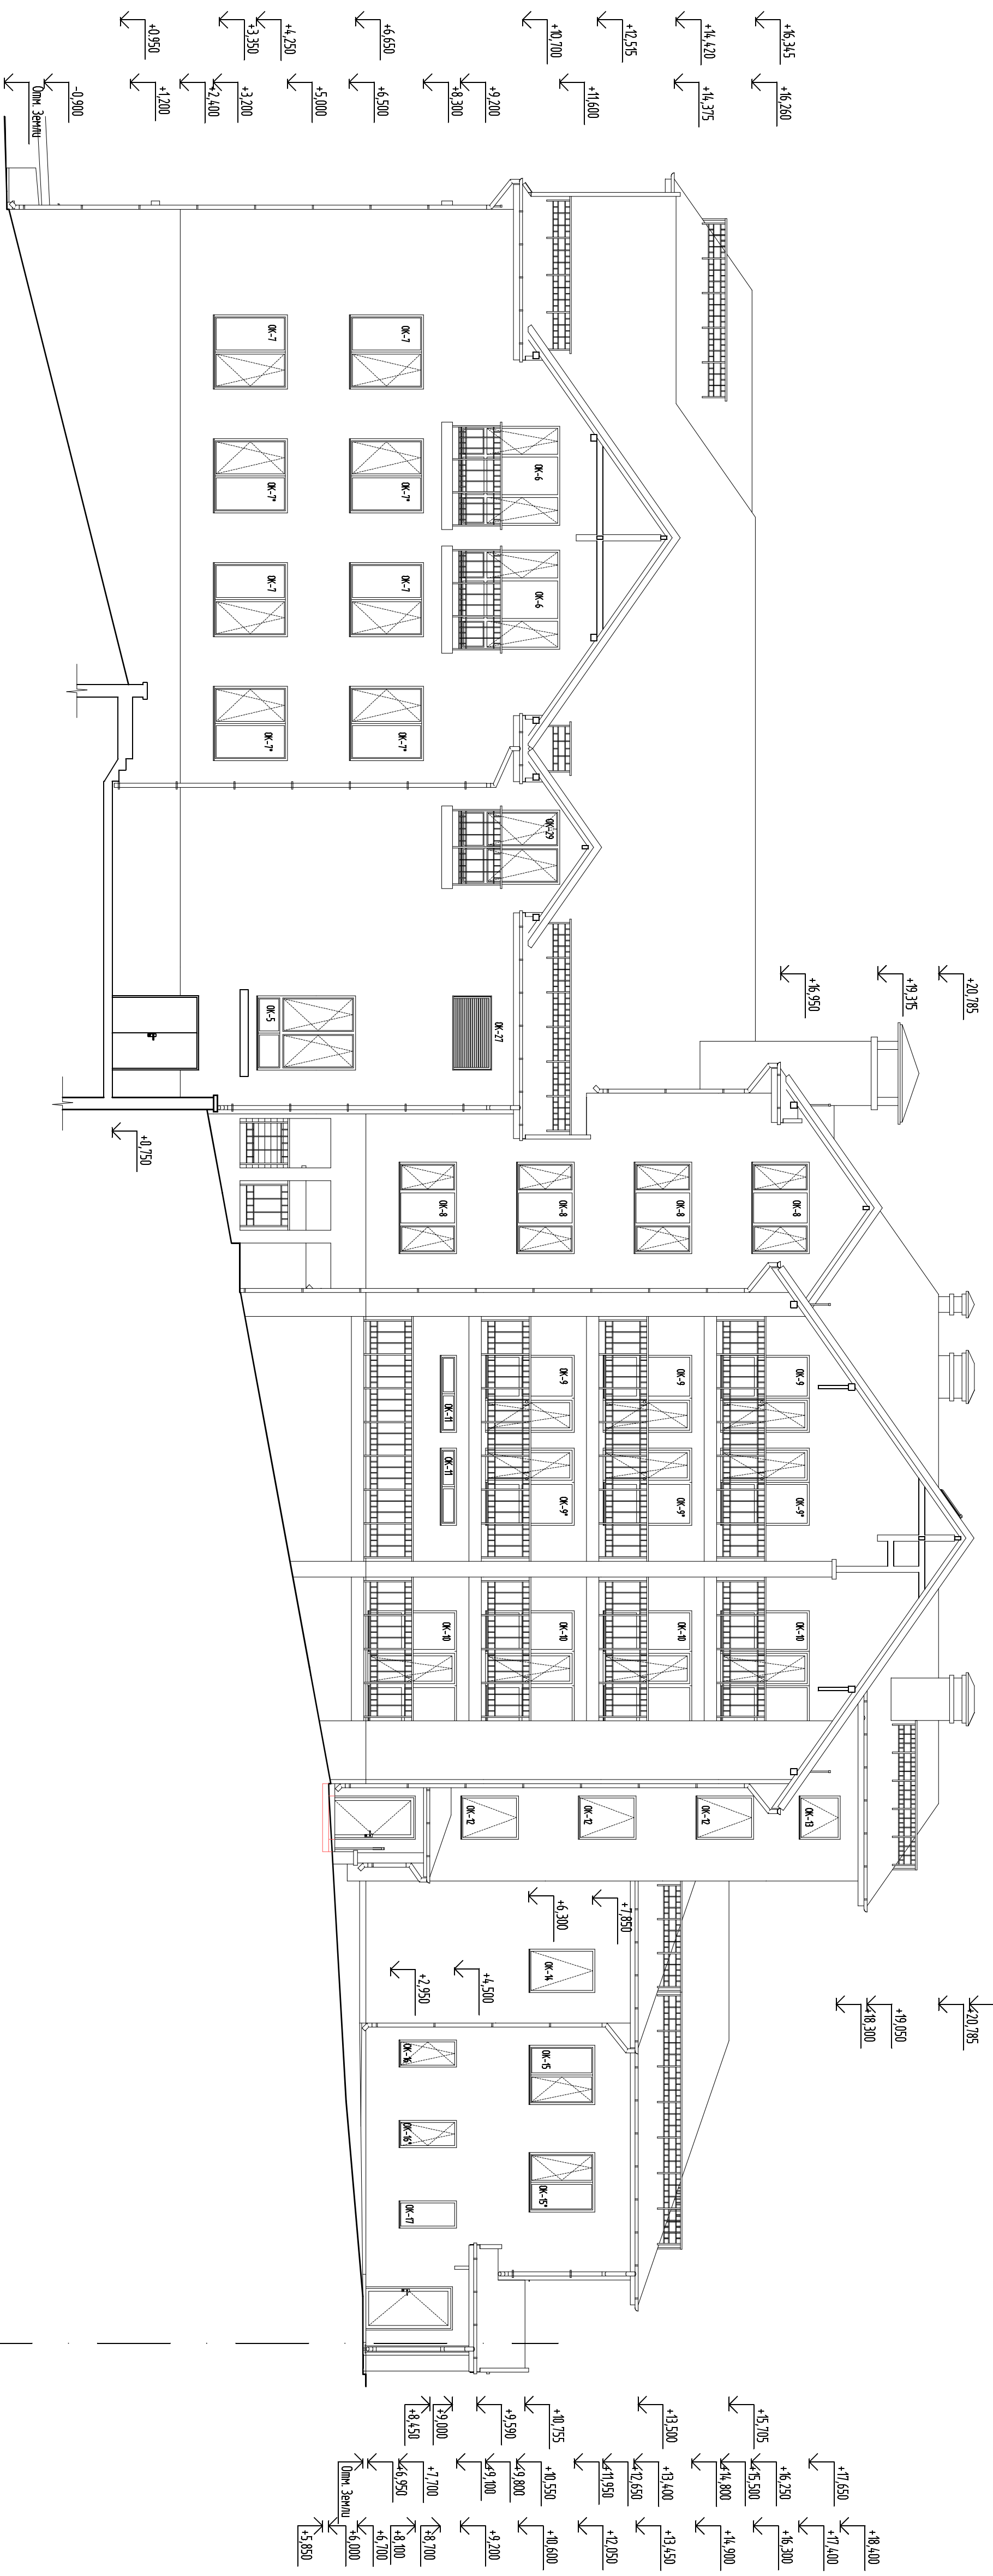 +16,345
+14,420
+12,515
+10,700
+6,650
+4,250
+3,350
+0.950
+16,260
+14,375
+11,600
+9,200
+8,300
+6,500
+5,000
+3,200
+2,400
+1,200
-0,900
Отм. Земли
ОК-7
ОК-7
ОК-7*
ОК-7*
ОК-6
ОК-7
ОК-7
ОК-6
ОК-7*
ОК-7*
ОК-29
ОК-5
ОК-27
+20,785
+19,315
+16,950
+0,750
ОК-8
ОК-8
ОК-8
ОК-8
ОК-9
ОК-9
ОК-9
ОК-11
ОК-11
ОК-9*
ОК-9*
ОК-9*
ОК-10
ОК-10
ОК-10
ОК-10
ОК-13
ОК-12
ОК-12
ОК-12
+7,850
+6,300
+4,500
+2,950
ОК-14
ОК-15
ОК-16
ОК-16*
ОК-15*
ОК-17
+20,785
+19,050
+18,300
+15,705
+13,500
+10,755
+9,590
+9,000
+8,450
+17,650
+16,250
+15,500
+14,800
+13,400
+12,650
+11,950
+10,550
+9,800
+9,100
+7,700
+6,950
Отм. Земли
+18,400
+17,400
+16,300
+14,900
+13,450
+12,050
+10,600
+9,200
+8,700
+8,100
+6,700
+6,000
+5,850